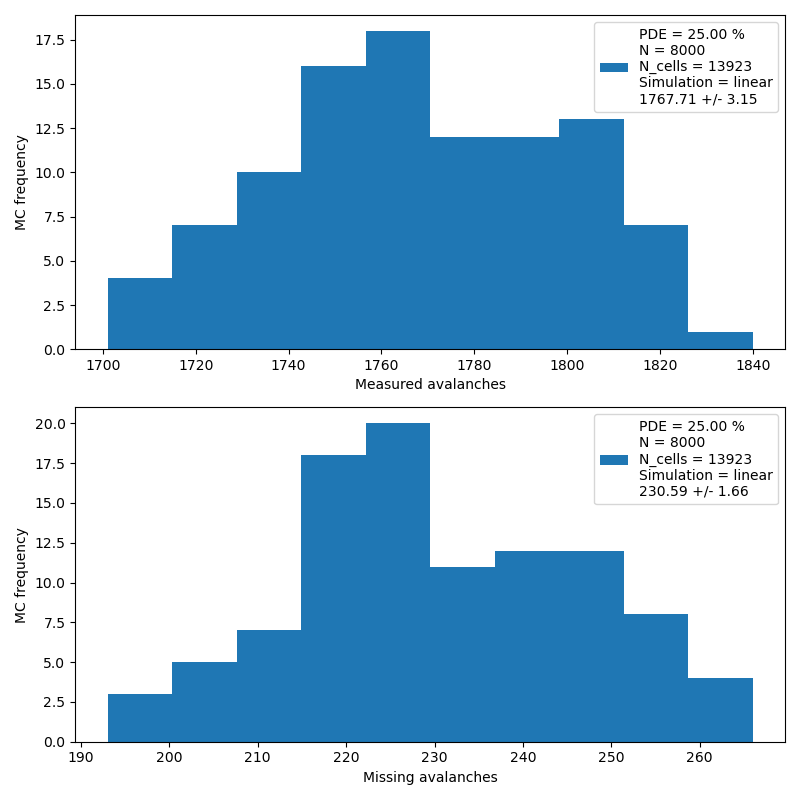 17.5
15.0
12.5
10.0
7.5
5.0
2.5
0.0
MC frequency
PDE = 25.00 %
N = 8000
N_cells = 13923
Simulation = linear
1767.71 +/- 3.15
1700 1720 1740 1760 1780 1800 1820 1840
Measured avalanches
20.0
17.5
15.0
12.5
10.0
7.5
5.0
2.5
0.0
MC frequency
PDE = 25.00 %
N = 8000
N_cells = 13923
Simulation = linear
230.59 +/- 1.66
190 200 210 220 230 240 250 260
Missing avalanches